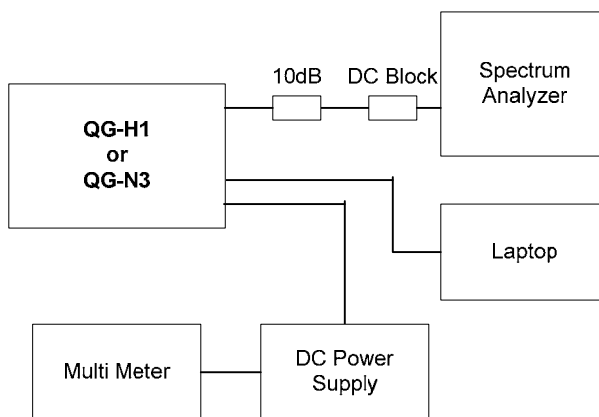 10dB
DC Block
Spectrum
Analyzer
QG-H1
or
QG-N3
Laptop
Multi Meter
DC Power
Supply